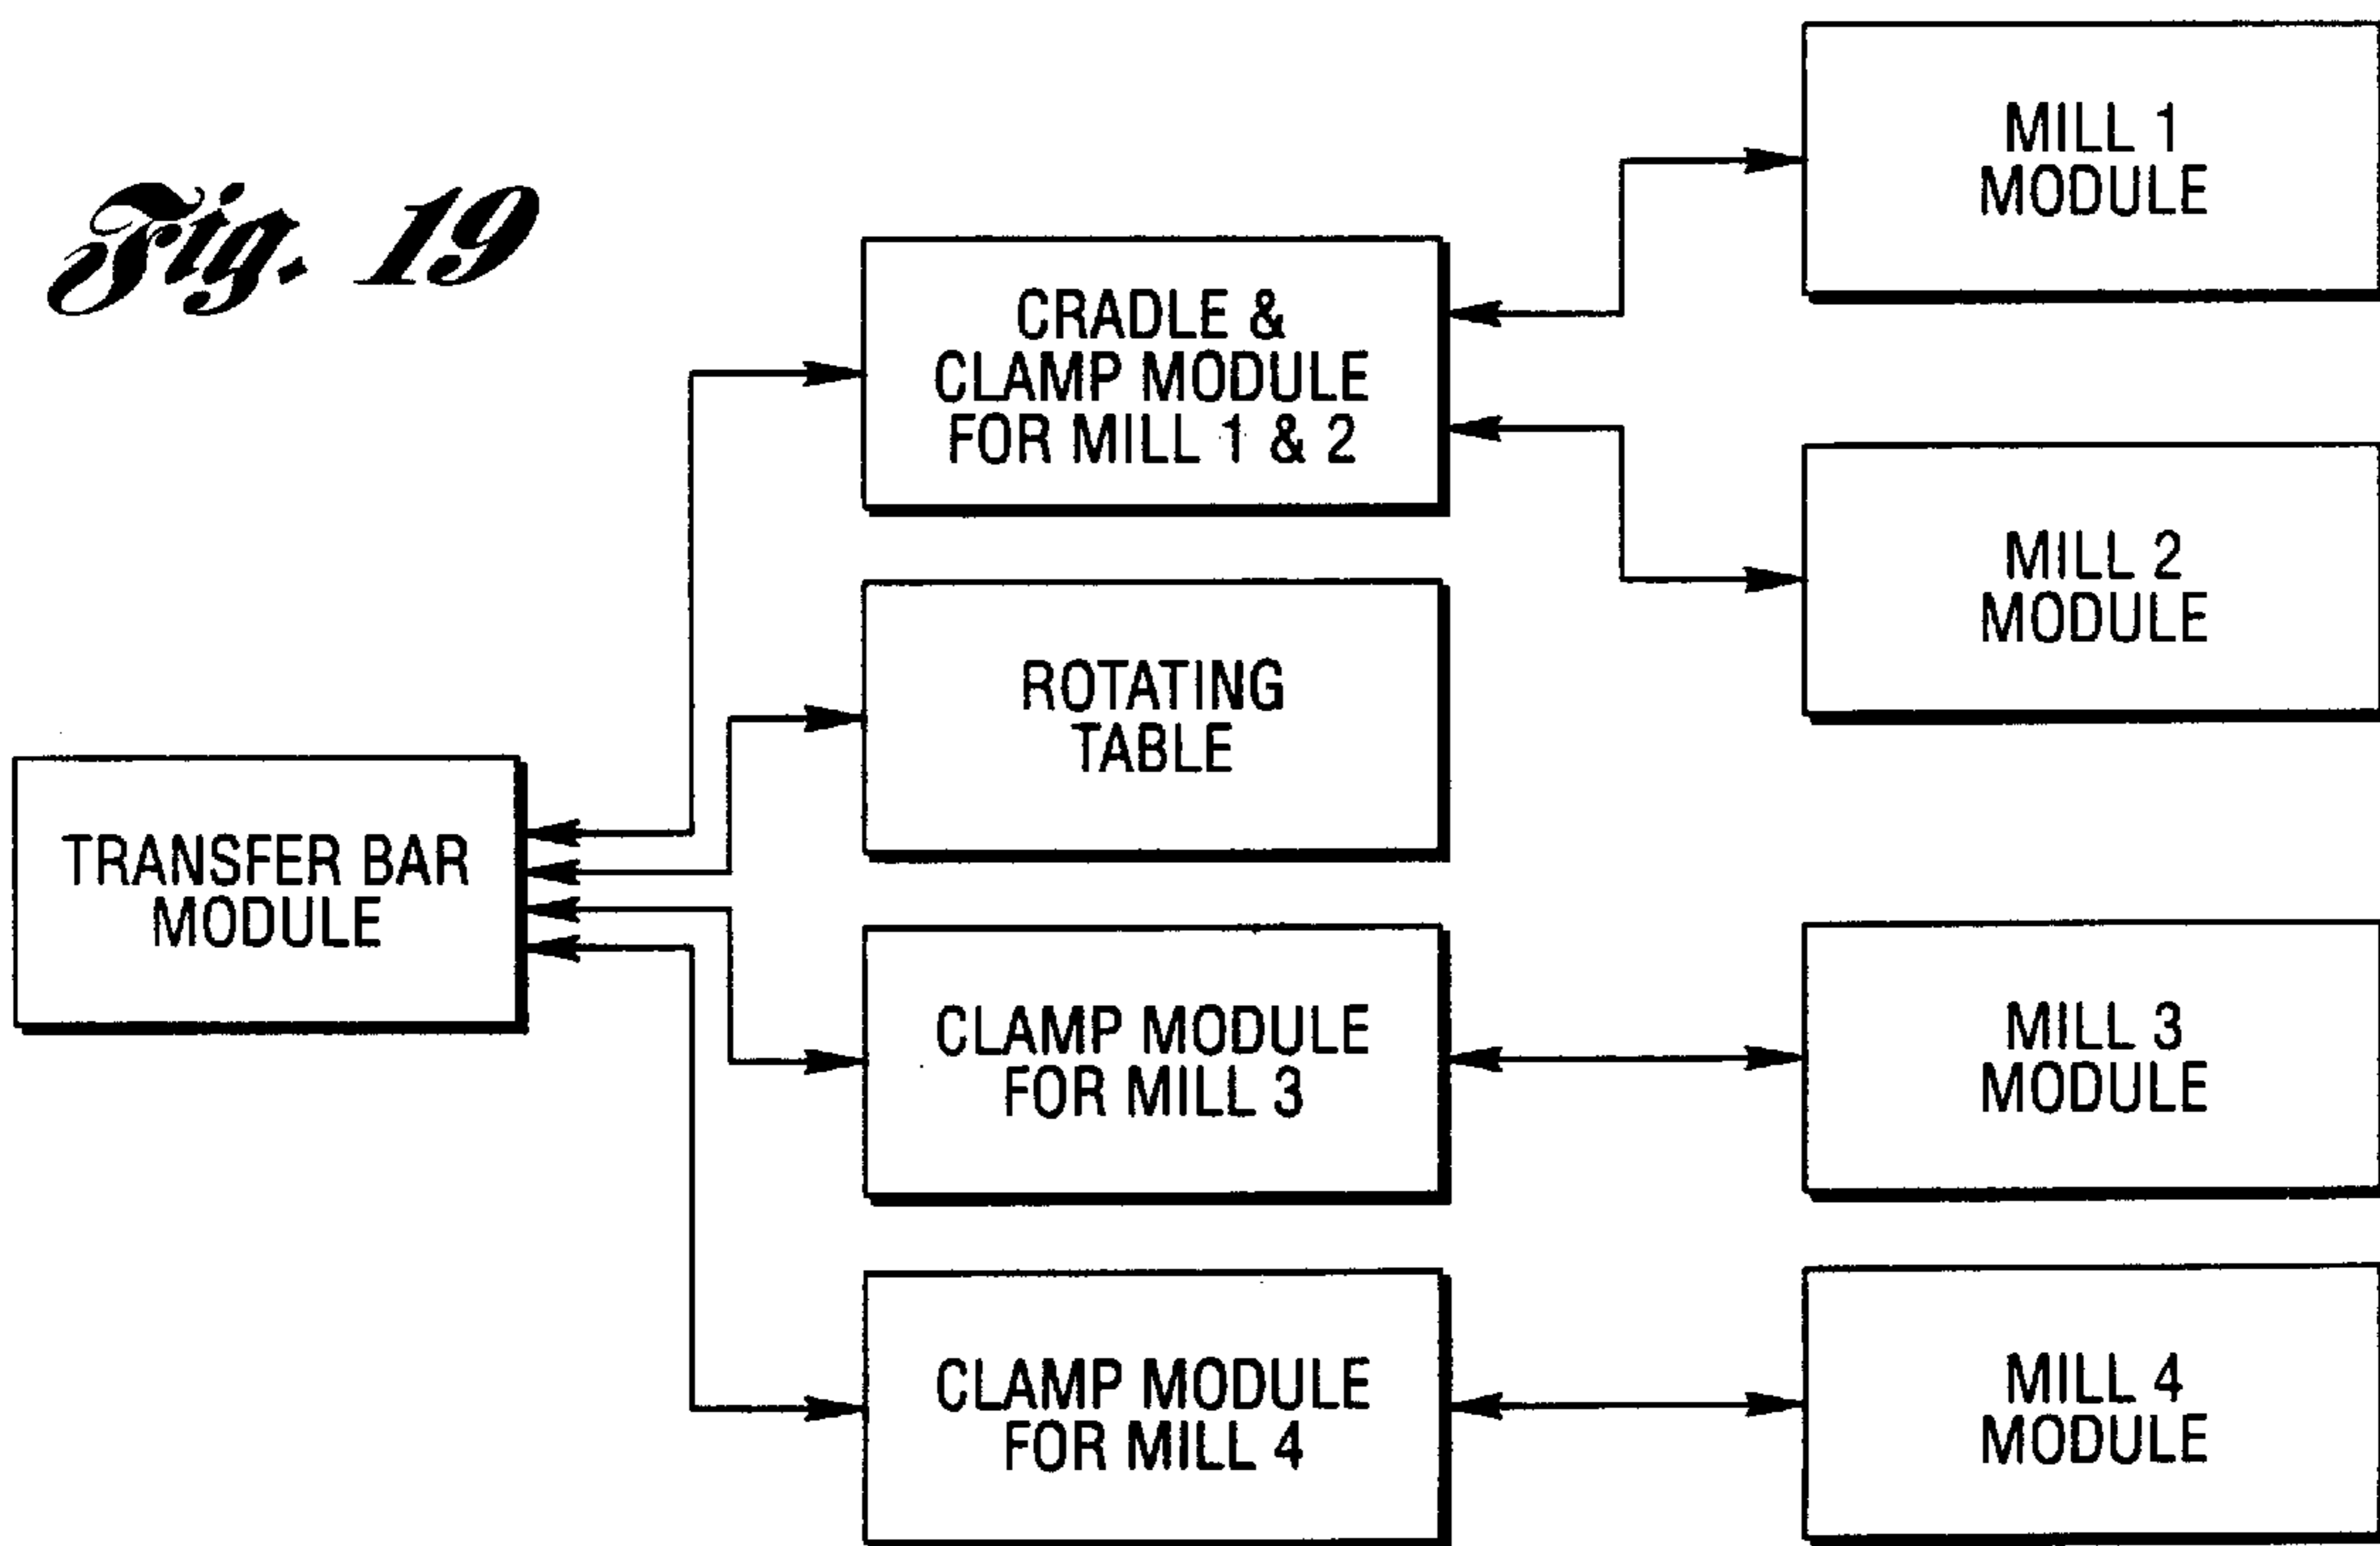 Fig. 19
MILL 1
MODULE
CRADLE &
CLAMP MODULE
FOR MILL 1 & 2
MILL 2
MODULE
ROTATING
TABLE
TRANSFER BAR
MODULE
CLAMP MODULE
FOR MILL 3
MILL 3
MODULE
CLAMP MODULE
FOR MILL 4
MILL 4
MODULE